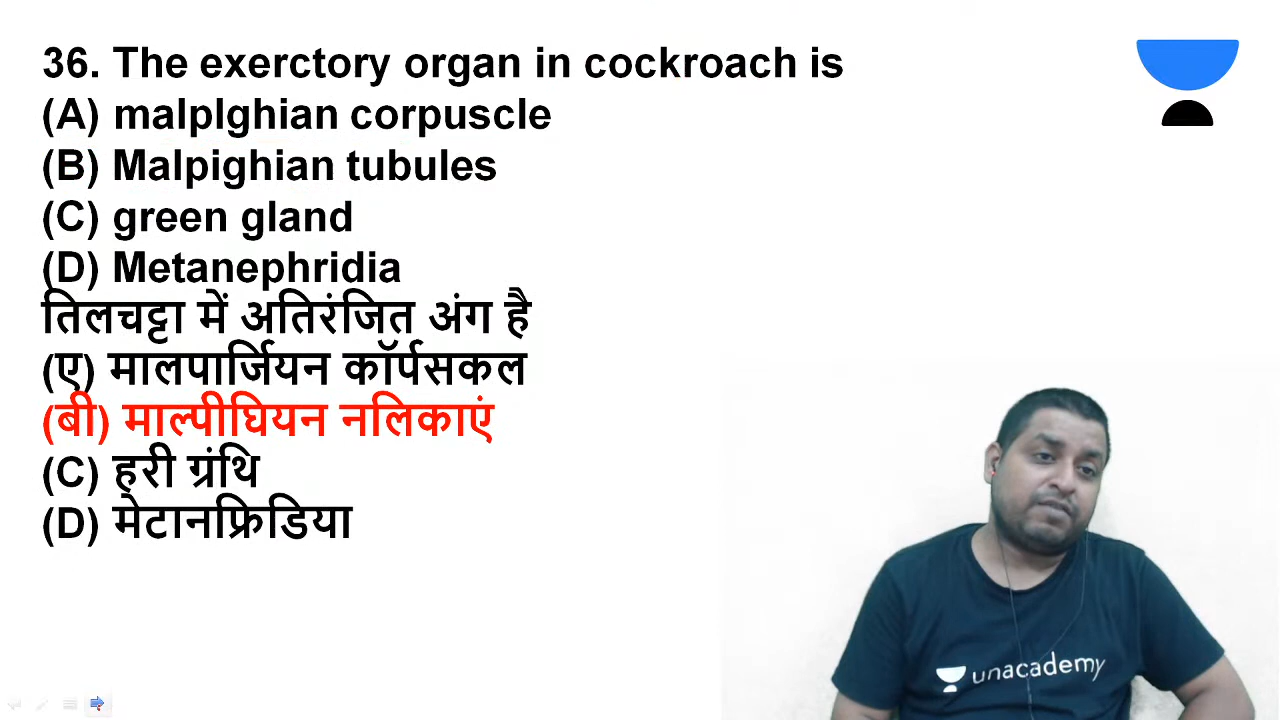 36. The exerctory organ in cockroach is
(A) malplghian corpuscle
(B) Malpighian tubules
(C) green gland
(D) Metanephridia
तिलचट्टा में अतिरंजित अंग है
(ए) मालपार्जियन कॉर्पसकल
(बी) माल्पीघियन नलिकाएं
(C) हरी ग्रंथि
(D) मेटानफ्रिडिया
unacademy